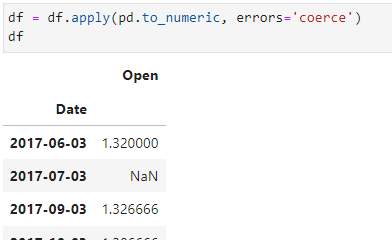 df = df.apply(pd.to_numeric, errors='coerce')
df
Open
Date
2017-06-03 1.320000
2017-07-03 NaN
2017-09-03 1.326666